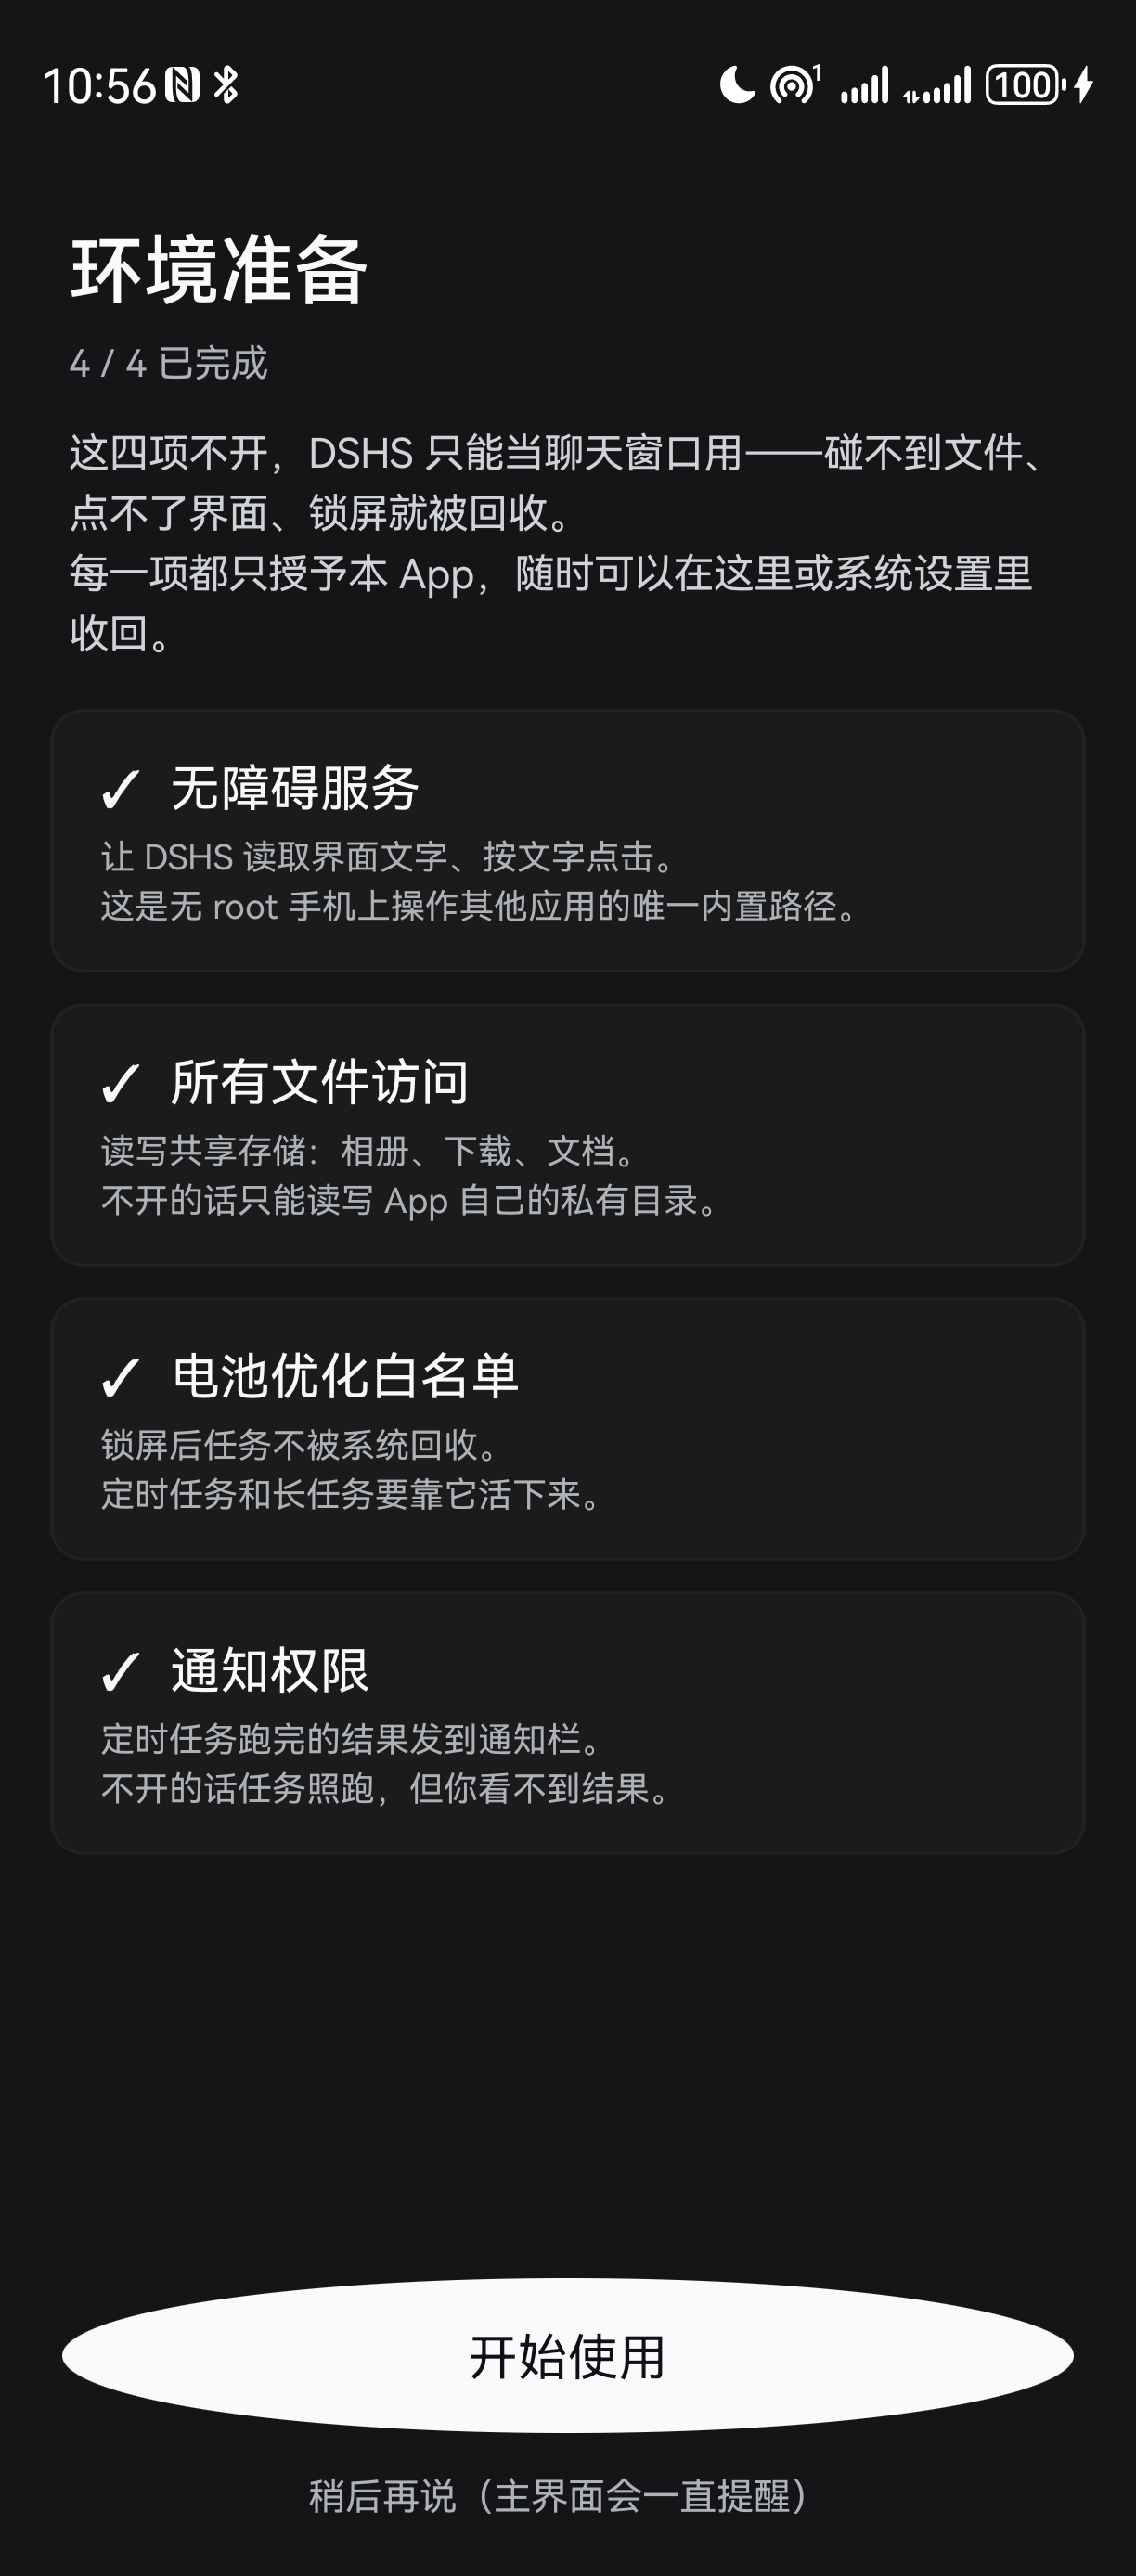 10:56
1
100
环境准备
4 / 4 已完成
这四项不开，DSHS 只能当聊天窗口用——碰不到文件、
点不了界面、锁屏就被回收。
每一项都只授予本 App，随时可以在这里或系统设置里
收回。
✓ 无障碍服务
让 DSHS 读取界面文字、按文字点击。
这是无 root 手机上操作其他应用的唯一内置路径。
✓ 所有文件访问
读写共享存储：相册、下载、文档。
不开的话只能读写 App 自己的私有目录。
✓ 电池优化白名单
锁屏后任务不被系统回收。
定时任务和长任务要靠它活下来。
✓ 通知权限
定时任务跑完的结果发到通知栏。
不开的话任务照跑，但你看不到结果。
开始使用
稍后再说（主界面会一直提醒）